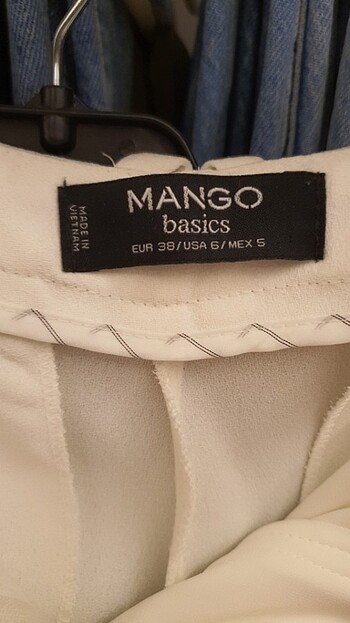 MANGO
basics
EUR 38/USA 6/MEX 5
MADE IN
VIETNAM